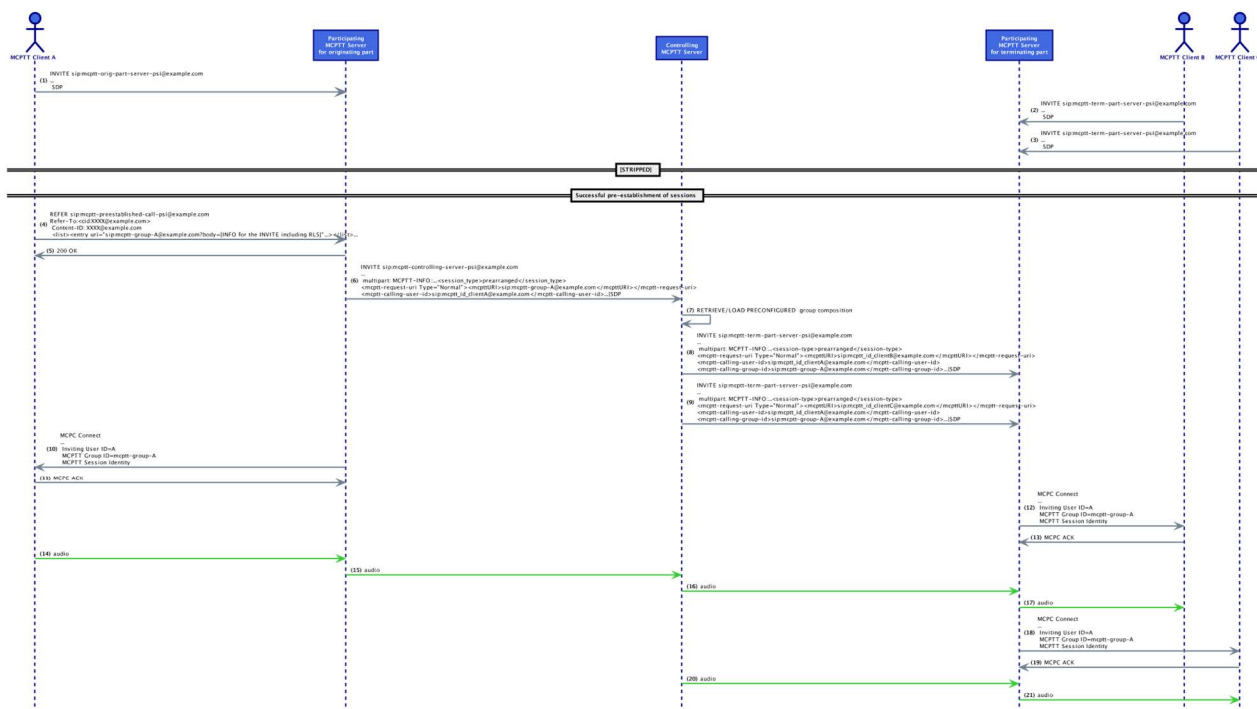 MCPTT Client A
Participating
MCPTT Server
for originating part
Controlling
MCPTT Server
Participating
MCPTT Server
for terminating part
MCPTT Client B
MCPTT Client
INVITE sip:mcptt-orig-part-server-psi@example.com
(1) ...
SDP
INVITE sip:mcptt-term-part-server-psi@example.com
(2) ...
SDP
INVITE sip:mcptt-term-part-server-psi@example.com
(3) ...
SDP
[STRIPPED]
Successful pre-establishment of sessions
REFER sip:mcptt-preestablished-call-psi@example.com
Refer-To:<cid:XXXX@example.com>
(4) Content-ID: XXXX@example.com
<list><entry uri="sip:mcptt-group-A@example.com?body=[INFO for the INVITE including RLS]"...></list>...
(5) 200 OK
INVITE sip:mcptt-controlling-server-psi@example.com
...
(6) multipart: MCPTT-INFO:...<session_type>prearranged</session_type>
<mcptt-request-uri Type="Normal"><mcpttURI>sip:mcptt-group-A@example.com</mcpttURI></mcptt-request-uri>
<mcptt-calling-user-id>sip:mcptt_id_clientA@example.com</mcptt-calling-user-id>...|SDP
(7) RETRIEVE/LOAD PRECONFIGURED group composition
INVITE sip:mcptt-term-part-server-psi@example.com
...
(8) multipart: MCPTT-INFO:...<session-type>prearranged</session-type>
<mcptt-request-uri Type="Normal"><mcpttURI>sip:mcptt_id_clientB@example.com</mcpttURI></mcptt-request-uri>
<mcptt-calling-user-id>sip:mcptt_id_clientA@example.com</mcptt-calling-user-id>
<mcptt-calling-group-id>sip:mcptt-group-A@example.com</mcptt-calling-group-id>...|SDP
INVITE sip:mcptt-term-part-server-psi@example.com
...
(9) multipart: MCPTT-INFO:...<session-type>prearranged</session-type>
<mcptt-request-uri Type="Normal"><mcpttURI>sip:mcptt_id_clientC@example.com</mcpttURI></mcptt-request-uri>
<mcptt-calling-user-id>sip:mcptt_id_clientA@example.com</mcptt-calling-user-id>
<mcptt-calling-group-id>sip:mcptt-group-A@example.com</mcptt-calling-group-id>...|SDP
MCPC Connect
...
(10) Inviting User ID=A
MCPTT Group ID=mcptt-group-A
MCPTT Session Identity
(11) MCPC ACK
MCPC Connect
...
(12) Inviting User ID=A
MCPTT Group ID=mcptt-group-A
MCPTT Session Identity
(13) MCPC ACK
(14) audio
(15) audio
(16) audio
(17) audio
MCPC Connect
...
(18) Inviting User ID=A
MCPTT Group ID=mcptt-group-A
MCPTT Session Identity
(19) MCPC ACK
(20) audio
(21) audio